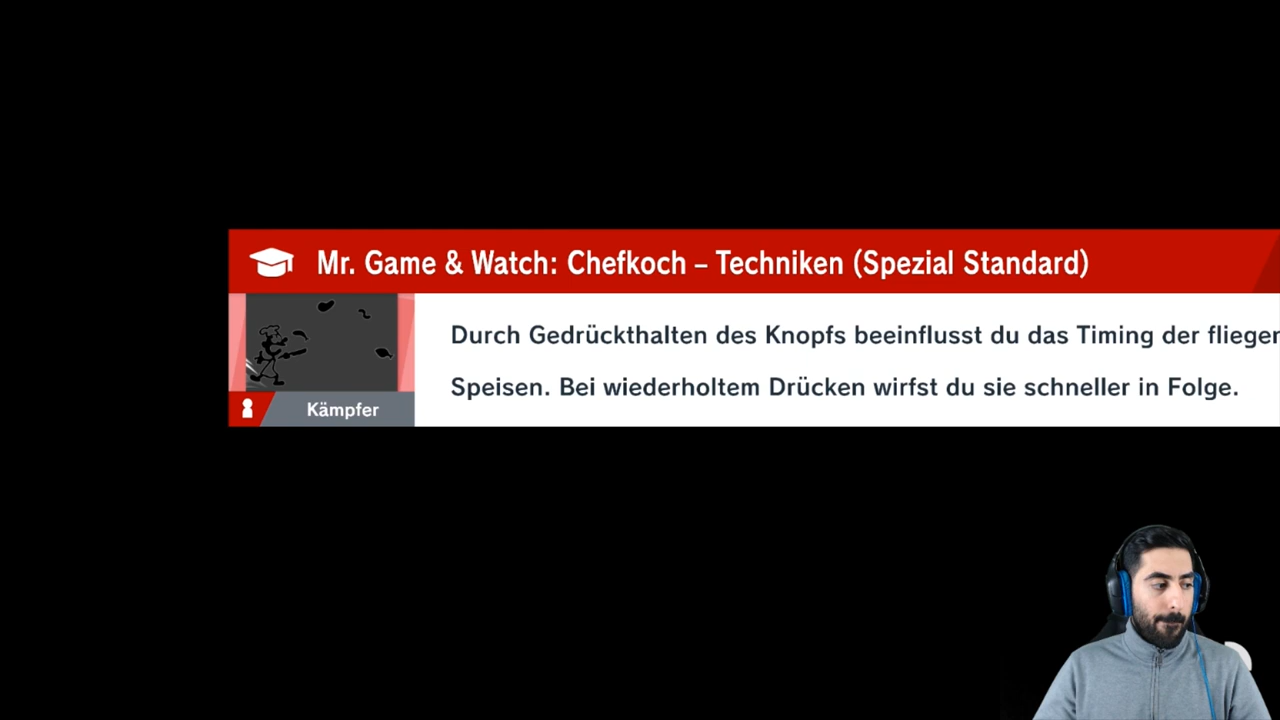 Mr. Game & Watch: Chefkoch – Techniken (Spezial Standard)
Durch Gedrückthalten des Knopfs beeinflusst du das Timing der
Speisen. Bei wiederholtem Drücken wirfst du sie schneller in Folge.
Kämpfer